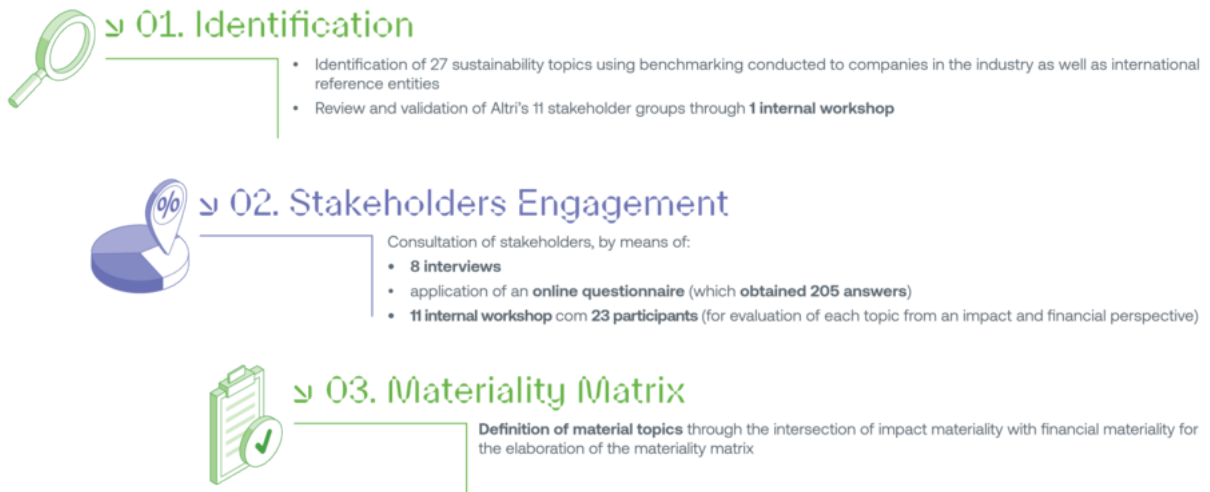 01. Identification
• Identification of 27 sustainability topics using benchmarking conducted to companies in the industry as well as international
reference entities
• Review and validation of Altri's 11 stakeholder groups through 1 internal workshop
%
02. Stakeholders Engagement
Consultation of stakeholders, by means of:
• 8 interviews
• application of an online questionnaire (which obtained 205 answers)
• 11 internal workshop com 23 participants (for evaluation of each topic from an impact and financial perspective)
03. Materiality Matrix
Definition of material topics through the intersection of impact materiality with financial materiality for
the elaboration of the materiality matrix